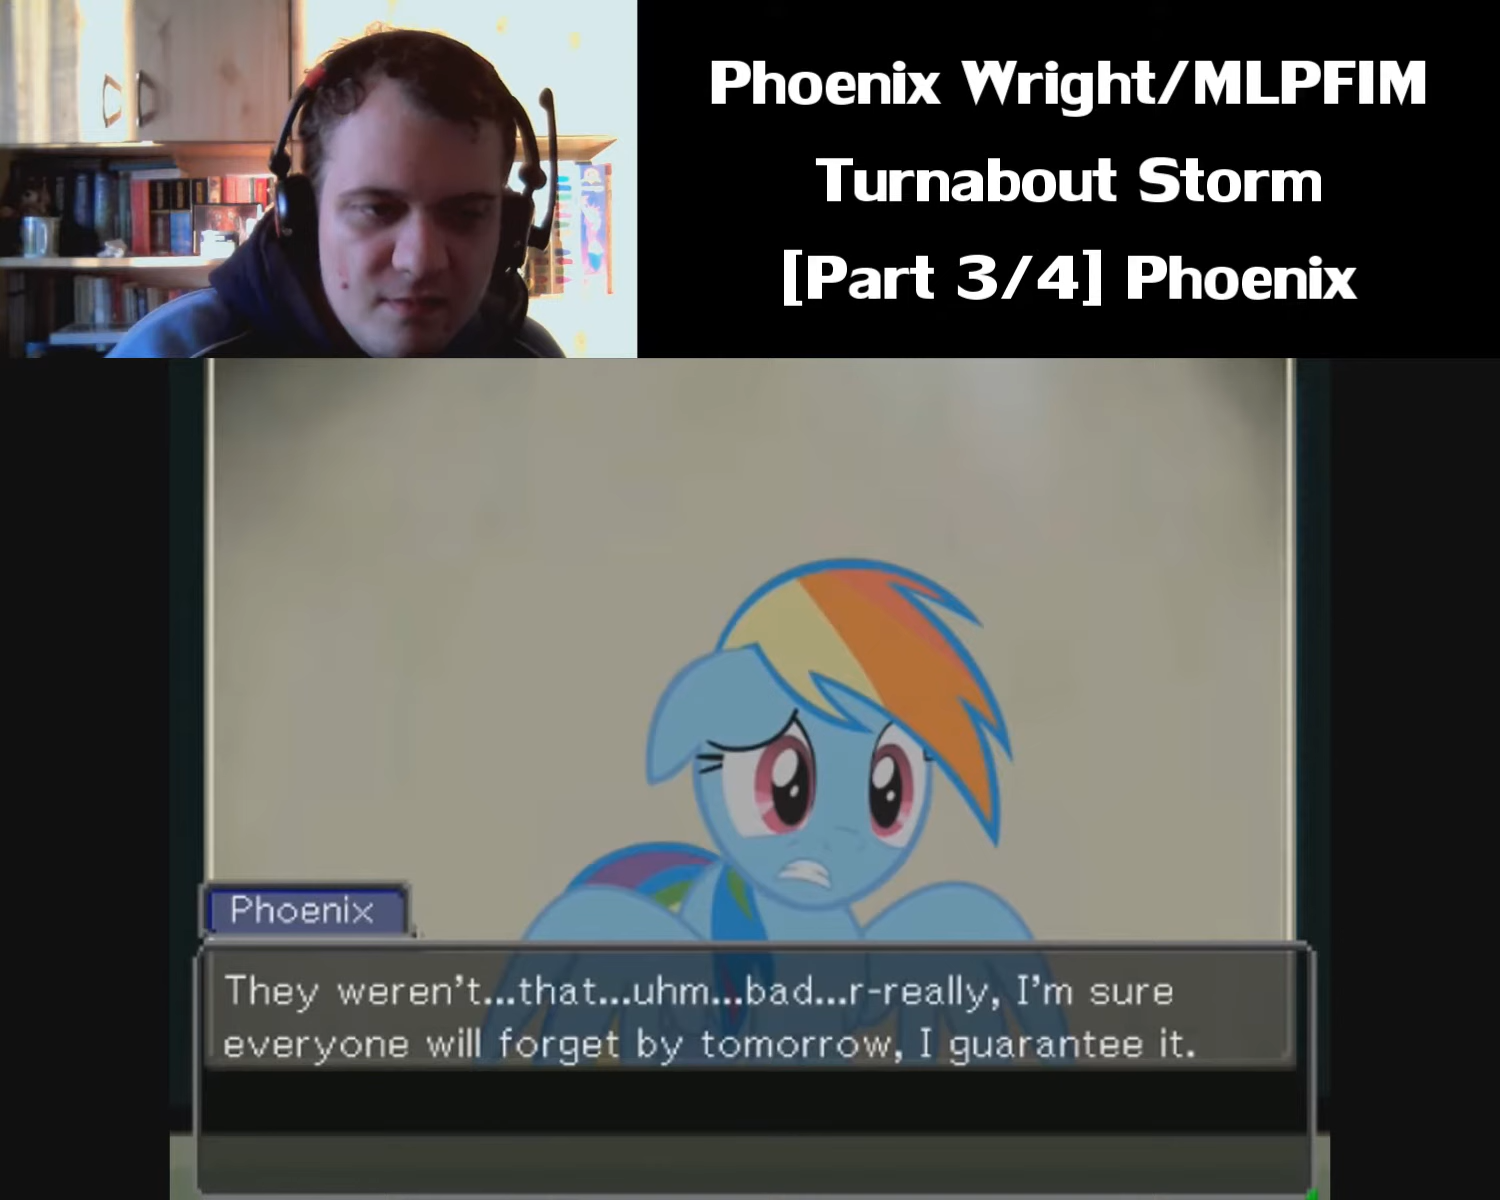 Phoenix Wright/MLPFIM
Turnabout Storm
[Part 3/4] Phoenix
Phoenix
They weren't...that...uhm...bad...r-really, I'm sure
everyone will forget by tomorrow, I guarantee it.